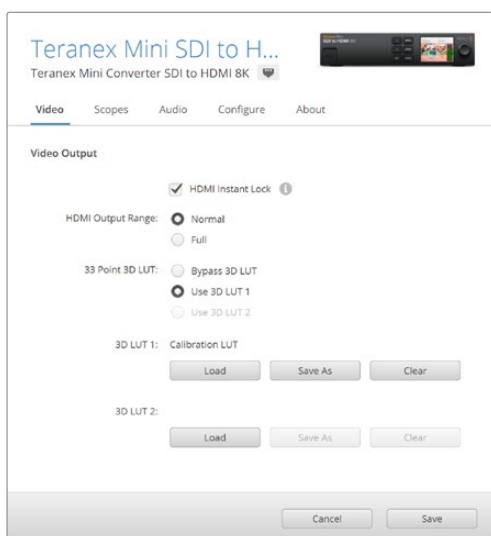 Teranex Mini SDI to H...
Teranex Mini Converter SDI to HDMI 8K
Video Scopes Audio Configure About
Video Output
HDMI Instant Lock
HDMI Output Range: Normal
Full
33 Point 3D LUT: Bypass 3D LUT
Use 3D LUT 1
Use 3D LUT 2
3D LUT 1: Calibration LUT
Load Save As Clear
3D LUT 2:
Load Save As Clear
Cancel Save